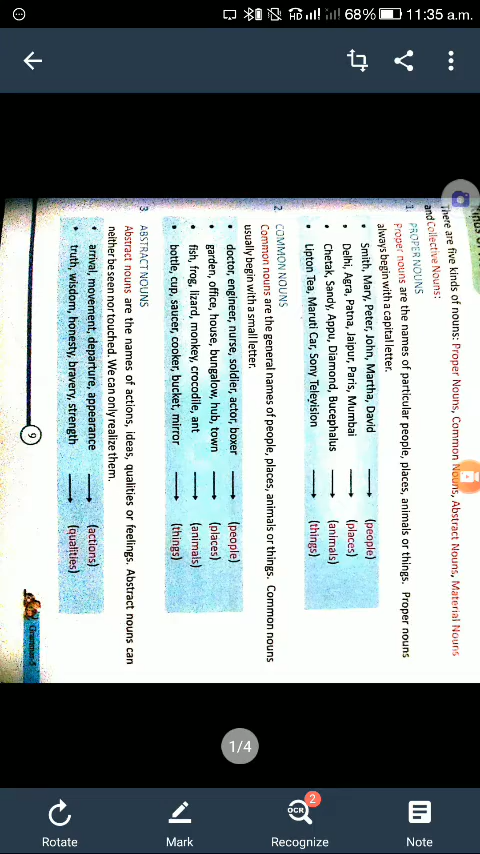 68% 11:35 a.m.
There are five kinds of nouns: Proper Nouns, Common Nouns, Abstract Nouns, Material Nouns
and Collective Nouns:
1. PROPER NOUNS
Proper nouns are the names of particular people, places, animals or things. Proper nouns
always begin with a capital letter.
• Smith, Mary, Peter, John, Martha, David → (people)
• Delhi, Agra, Patna, Jaipur, Paris, Mumbai → (places)
• Chetak, Sandy, Appu, Diamond, Bucephalus → (animals)
• Lipton Tea, Maruti Car, Sony Television → (things)
2. COMMON NOUNS
Common nouns are the general names of people, places, animals or things. Common nouns
usually begin with a small letter.
• doctor, engineer, nurse, soldier, actor, boxer → (people)
• garden, office, house, bungalow, hub, town → (places)
• fish, frog, lizard, monkey, crocodile, ant → (animals)
• bottle, cup, saucer, cooker, bucket, mirror → (things)
3 ABSTRACT NOUNS
Abstract nouns are the names of actions, ideas, qualities or feelings. Abstract nouns can
neither be seen nor touched. We can only realize them.
• arrival, movement, departure, appearance → (actions)
• truth, wisdom, honesty, bravery, strength → (qualities)
9
Grammar-5
1/4
OCR 2
Rotate Mark Recognize Note